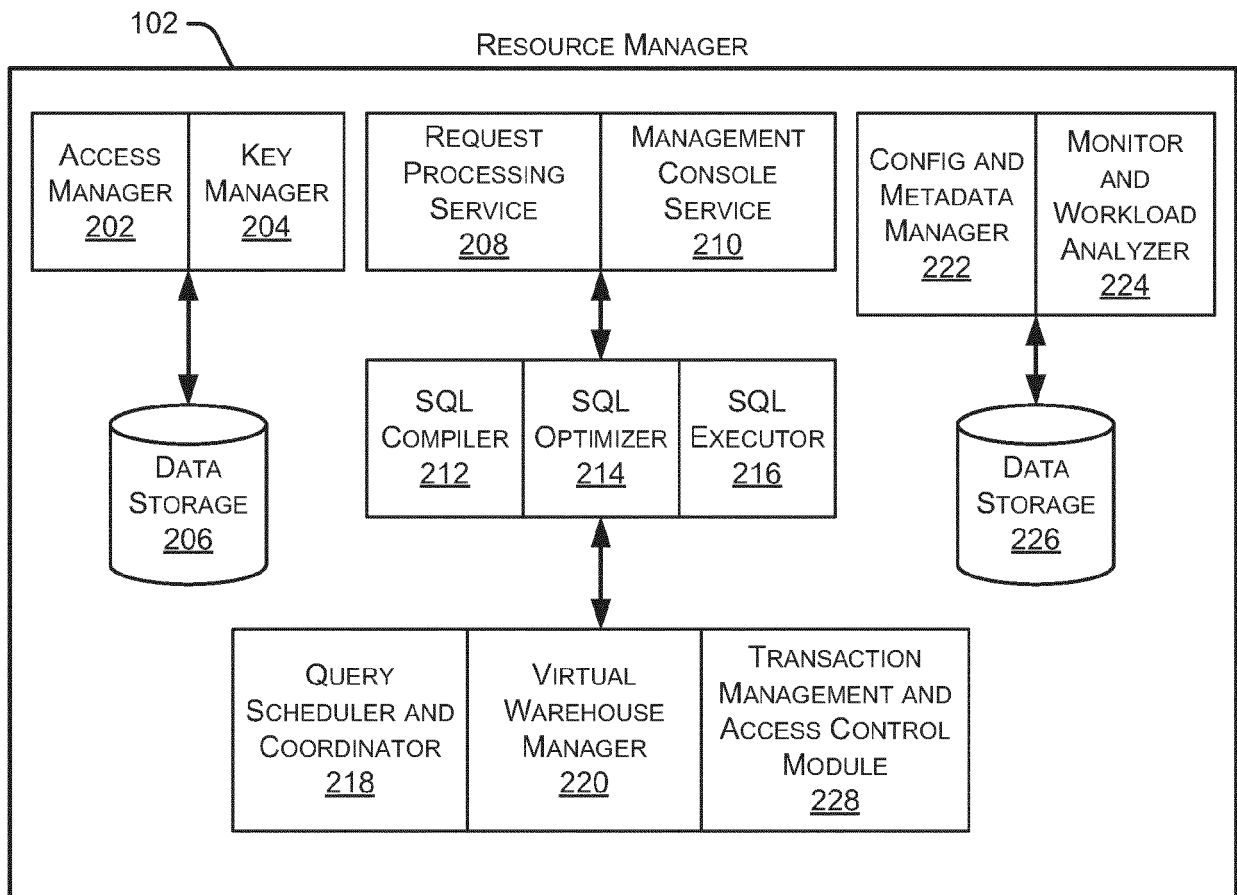 102
RESOURCE MANAGER
ACCESS
MANAGER
202
KEY
MANAGER
204
REQUEST
PROCESSING
SERVICE
208
MANAGEMENT
CONSOLE
SERVICE
210
CONFIG AND
METADATA
MANAGER
222
MONITOR
AND
WORKLOAD
ANALYZER
224
DATA
STORAGE
206
SQL
COMPILER
212
SQL
OPTIMIZER
214
SQL
EXECUTOR
216
DATA
STORAGE
226
QUERY
SCHEDULER AND
COORDINATOR
218
VIRTUAL
WAREHOUSE
MANAGER
220
TRANSACTION
MANAGEMENT AND
ACCESS CONTROL
MODULE
228